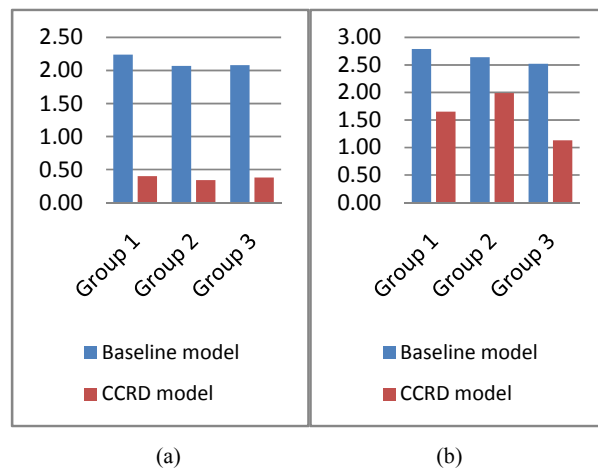 2.50
2.00
1.50
1.00
0.50
0.00
Group 1
Group 2
Group 3
Baseline model
CCRD model
(a)
3.00
2.50
2.00
1.50
1.00
0.50
0.00
Group 1
Group 2
Group 3
Baseline model
CCRD model
(b)